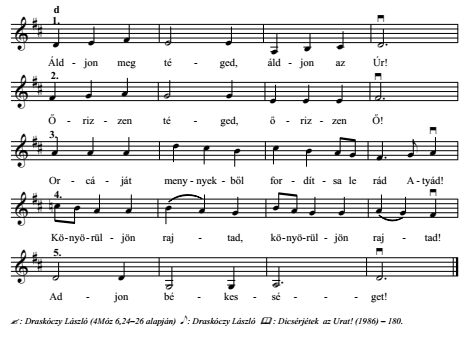 d
1.
Áld - jon meg té - ged, áld - jon az Úr!
2.
Ő - riz - zen té - ged, ő - riz - zen Ő!
3.
Or - cá - ját meny - nyek - ből for - dít - sa le rád A - tyád!
4.
Kö - nyö - rül - jön raj - tad, kö - nyö - rül - jön raj - tad!
5.
Ad - jon bé - kes - sé - get!
: Draskóczy László (4Móz 6,24–26 alapján) ♪: Draskóczy László 🕮: Dicsérjétek az Urat! (1986) – 180.